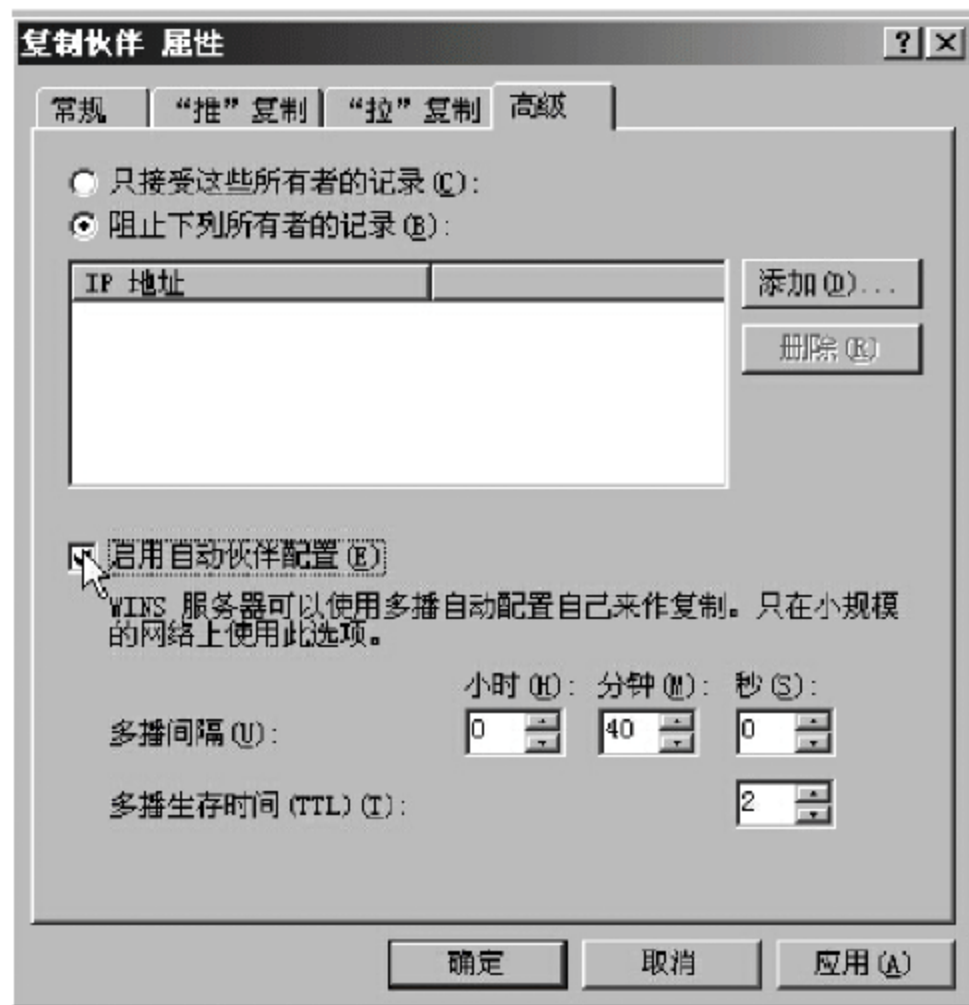 复制伙伴 属性
常规 “推”复制 “拉”复制 高级
只接受这些所有者的记录(C):
阻止下列所有者的记录(B):
IP 地址
添加(D)...
删除(R)
启用自动伙伴配置(E)
WINS 服务器可以使用多播自动配置自己来作复制。只在小规模
的网络上使用此选项。
小时(H): 分钟(M): 秒(S):
多播间隔(U): 0 40 0
多播生存时间(TTL)(T): 2
确定 取消 应用(A)